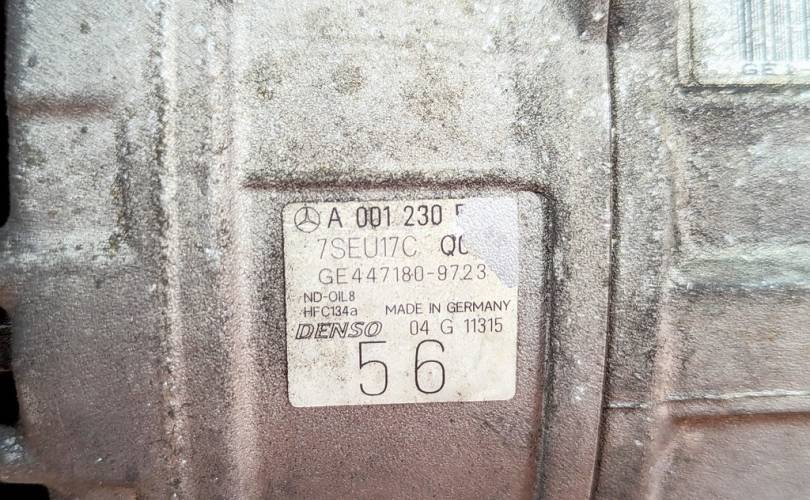 A 001 230
7SEU17C
GE447180-9723
ND-OIL8
HFC134a MADE IN GERMANY
DENSO 04 G 11315
56